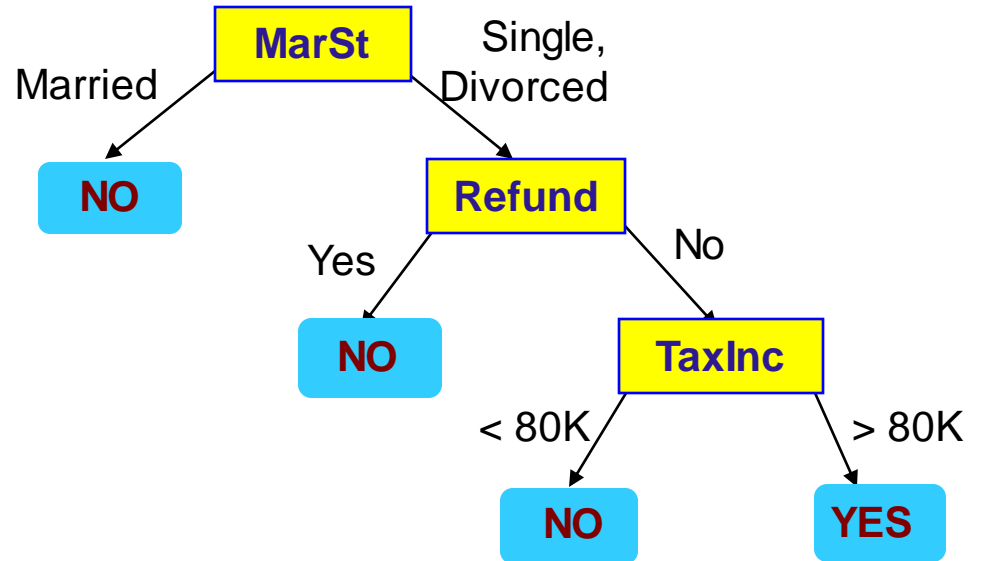 MarSt
Single,
Married
Divorced
NO
Refund
Yes
No
NO
TaxInc
< 80K
> 80K
NO
YES